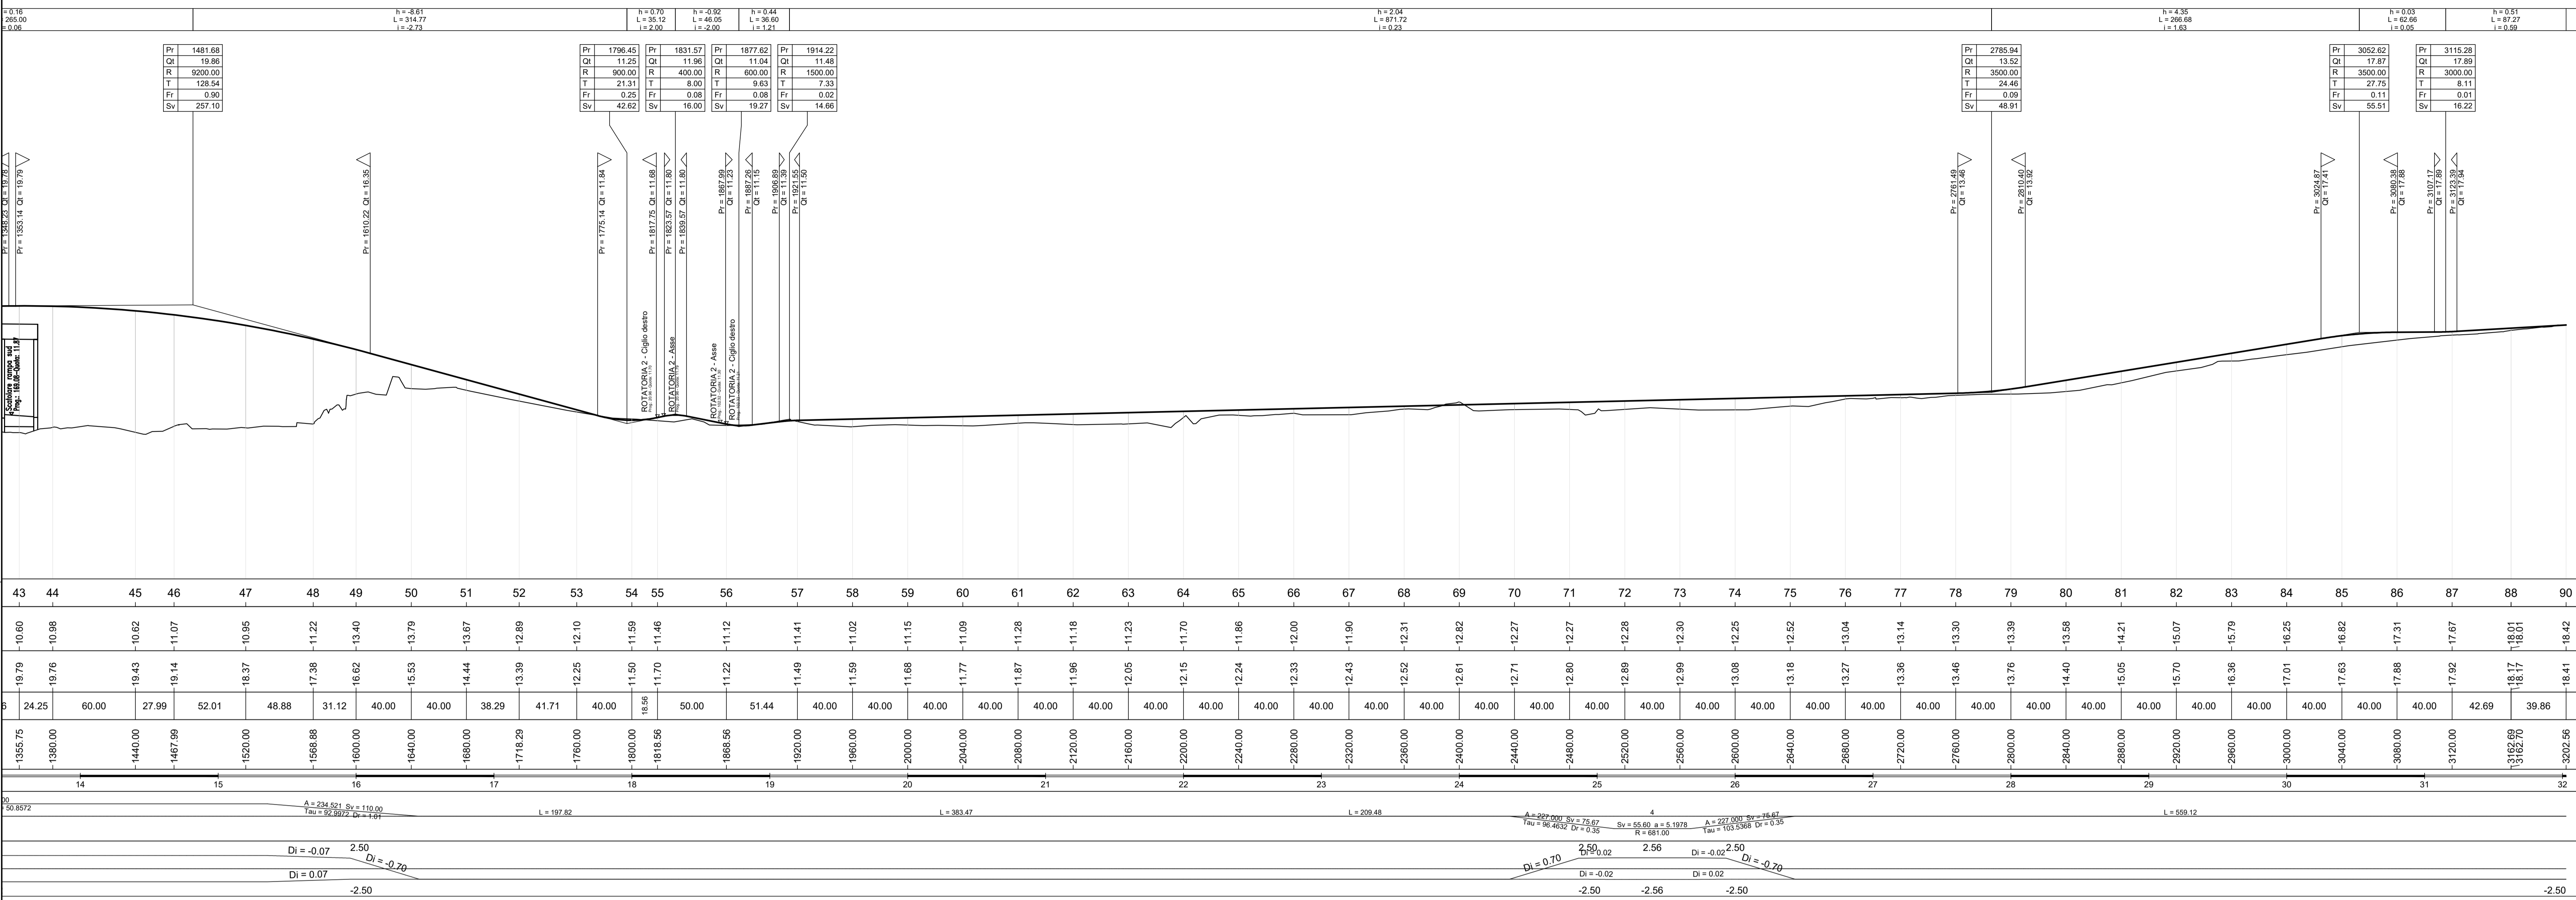 = 0.16
265.00
= 0.06
h = -8.61
L = 314.77
i = -2.73
h = 0.70
L = 35.12
i = 2.00
h = -0.92
L = 46.05
i = -2.00
h = 0.44
L = 36.60
i = 1.21
h = 2.04
L = 871.72
i = 0.23
h = 4.35
L = 266.68
i = 1.63
h = 0.03
L = 62.66
i = 0.05
h = 0.51
L = 87.27
i = 0.59
Pr 1481.68
Qt 19.86
R 9200.00
T 128.54
Fr 0.90
Sv 257.10
Pr 1796.45
Qt 11.25
R 900.00
T 21.31
Fr 0.25
Sv 42.62
Pr 1831.57
Qt 11.96
R 400.00
T 8.00
Fr 0.08
Sv 16.00
Pr 1877.62
Qt 11.04
R 600.00
T 9.63
Fr 0.08
Sv 19.27
Pr 1914.22
Qt 11.48
R 1500.00
T 7.33
Fr 0.02
Sv 14.66
Pr 2785.94
Qt 13.52
R 3500.00
T 24.46
Fr 0.09
Sv 48.91
Pr 3052.62
Qt 17.87
R 3500.00
T 27.75
Fr 0.11
Sv 55.51
Pr 3115.28
Qt 17.89
R 3000.00
T 8.11
Fr 0.01
Sv 16.22
Pr = 1348.23 Qt = 19.78
Pr = 1353.14 Qt = 19.79
Pr = 1610.22 Qt = 16.35
Pr = 1775.14 Qt = 11.84
Pr = 1817.75 Qt = 11.68
Pr = 1823.57 Qt = 11.80
Pr = 1839.57 Qt = 11.80
Pr = 1867.99
Qt = 11.23
Pr = 1887.26
Qt = 11.15
Pr = 1906.89
Qt = 11.39
Pr = 1921.55
Qt = 11.50
Pr = 2761.49
Qt = 13.46
Pr = 2810.40
Qt = 13.92
Pr = 3024.87
Qt = 17.41
Pr = 3080.38
Qt = 17.88
Pr = 3107.17
Qt = 17.89
Pr = 3123.39
Qt = 17.94
Scatolare rampa sud
Prog.: 169.08-Quota: 11.87
ROTATORIA 2 - Ciglio destro
ROTATORIA 2 - Asse
ROTATORIA 2 - Asse
ROTATORIA 2 - Ciglio destro
43 44 45 46 47 48 49 50 51 52 53 54 55 56 57 58 59 60 61 62 63 64 65 66 67 68 69 70 71 72 73 74 75 76 77 78 79 80 81 82 83 84 85 86 87 88 90
10.60 10.98 10.62 11.07 10.95 11.22 13.40 13.79 13.67 12.89 12.10 11.59 11.46 11.12 11.41 11.02 11.15 11.09 11.28 11.18 11.23 11.70 11.86 12.00 11.90 12.31 12.82 12.27 12.27 12.28 12.30 12.25 12.52 13.04 13.14 13.30 13.39 13.58 14.21 15.07 15.79 16.25 16.82 17.31 17.67 18.01 18.01 18.42
19.79 19.76 19.43 19.14 18.37 17.38 16.62 15.53 14.44 13.39 12.25 11.50 11.70 11.22 11.49 11.59 11.68 11.77 11.87 11.96 12.05 12.15 12.24 12.33 12.43 12.52 12.61 12.71 12.80 12.89 12.99 13.08 13.18 13.27 13.36 13.46 13.76 14.40 15.05 15.70 16.36 17.01 17.63 17.88 17.92 18.17 18.17 18.41
6 24.25 60.00 27.99 52.01 48.88 31.12 40.00 40.00 38.29 41.71 40.00 18.56 50.00 51.44 40.00 40.00 40.00 40.00 40.00 40.00 40.00 40.00 40.00 40.00 40.00 40.00 40.00 40.00 40.00 40.00 40.00 40.00 40.00 40.00 40.00 40.00 40.00 40.00 40.00 40.00 40.00 40.00 40.00 40.00 42.69 39.86
1355.75 1380.00 1440.00 1467.99 1520.00 1568.88 1600.00 1640.00 1680.00 1718.29 1760.00 1800.00 1818.56 1868.56 1920.00 1960.00 2000.00 2040.00 2080.00 2120.00 2160.00 2200.00 2240.00 2280.00 2320.00 2360.00 2400.00 2440.00 2480.00 2520.00 2560.00 2600.00 2640.00 2680.00 2720.00 2760.00 2800.00 2840.00 2880.00 2920.00 2960.00 3000.00 3040.00 3080.00 3120.00 3162.69 3162.70 3202.56
14 15 16 17 18 19 20 21 22 23 24 25 26 27 28 29 30 31 32
00
= 50.8572
A = 234.521 Sv = 110.00
Tau = 92.9972 Dr = 1.01
L = 197.82
L = 383.47
L = 209.48
A = 227.000 Sv = 75.67
Tau = 96.4632 Dr = 0.35
4
Sv = 55.60 a = 5.1978
R = 681.00
A = 227.000 Sv = 75.67
Tau = 103.5368 Dr = 0.35
L = 559.12
Di = -0.07
2.50
Di = -0.70
Di = 0.07
-2.50
Di = 0.70
2.50
Di = 0.02
2.56
Di = -0.02
2.50
Di = -0.70
Di = -0.02
Di = 0.02
-2.50
-2.56
-2.50
-2.50